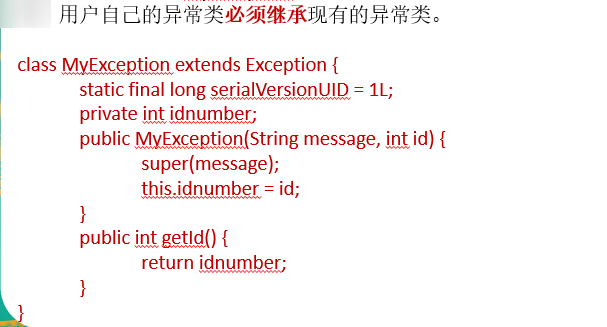 用户自己的异常类必须继承现有的异常类。
class MyException extends Exception {
static final long serialVersionUID = 1L;
private int idnumber;
public MyException(String message, int id) {
super(message);
this.idnumber = id;
}
public int getId() {
return idnumber;
}
}